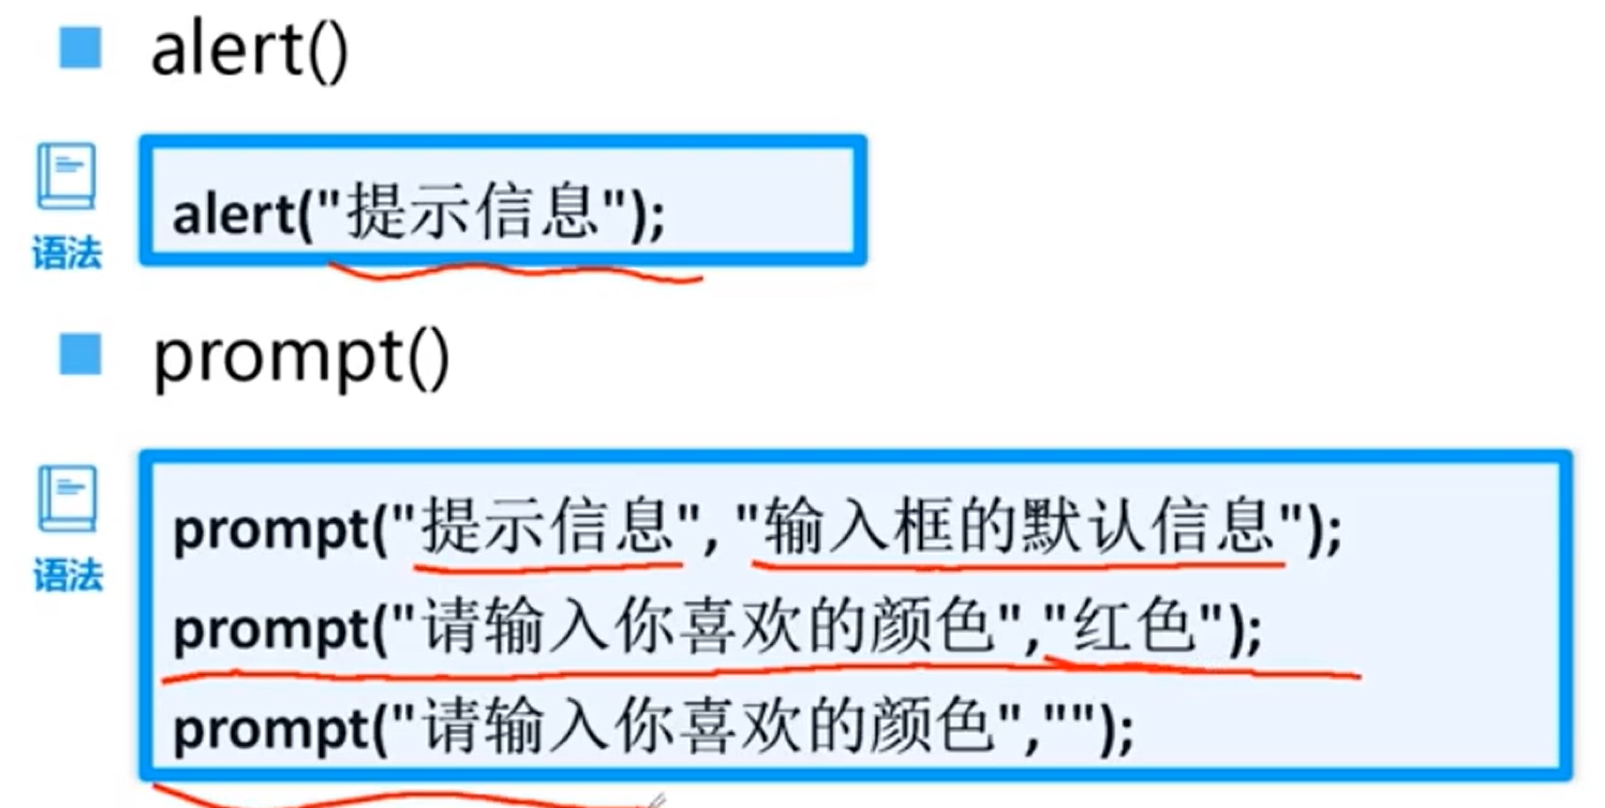 alert()
alert("提示信息");
语法
prompt()
prompt("提示信息", "输入框的默认信息");
语法
prompt("请输入你喜欢的颜色","红色");
prompt("请输入你喜欢的颜色","");